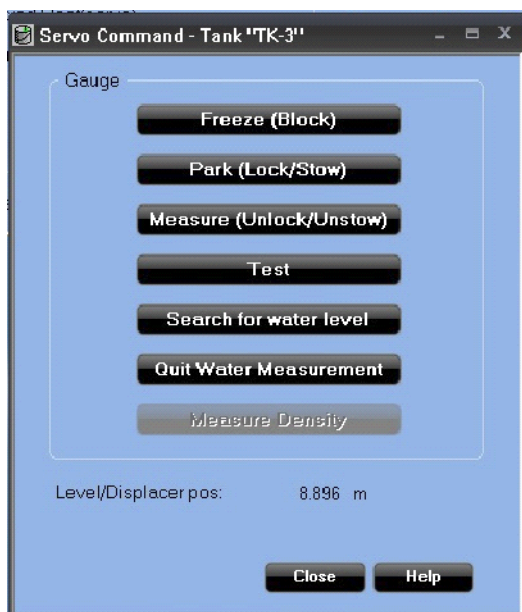 Servo Command - Tank "TK-3"
Gauge
Freeze (Block)
Park (Lock/Stow)
Measure (Unlock/Unstow)
Test
Search for water level
Quit Water Measurement
Measure Density
Level/Displacer pos: 8.896 m
Close Help